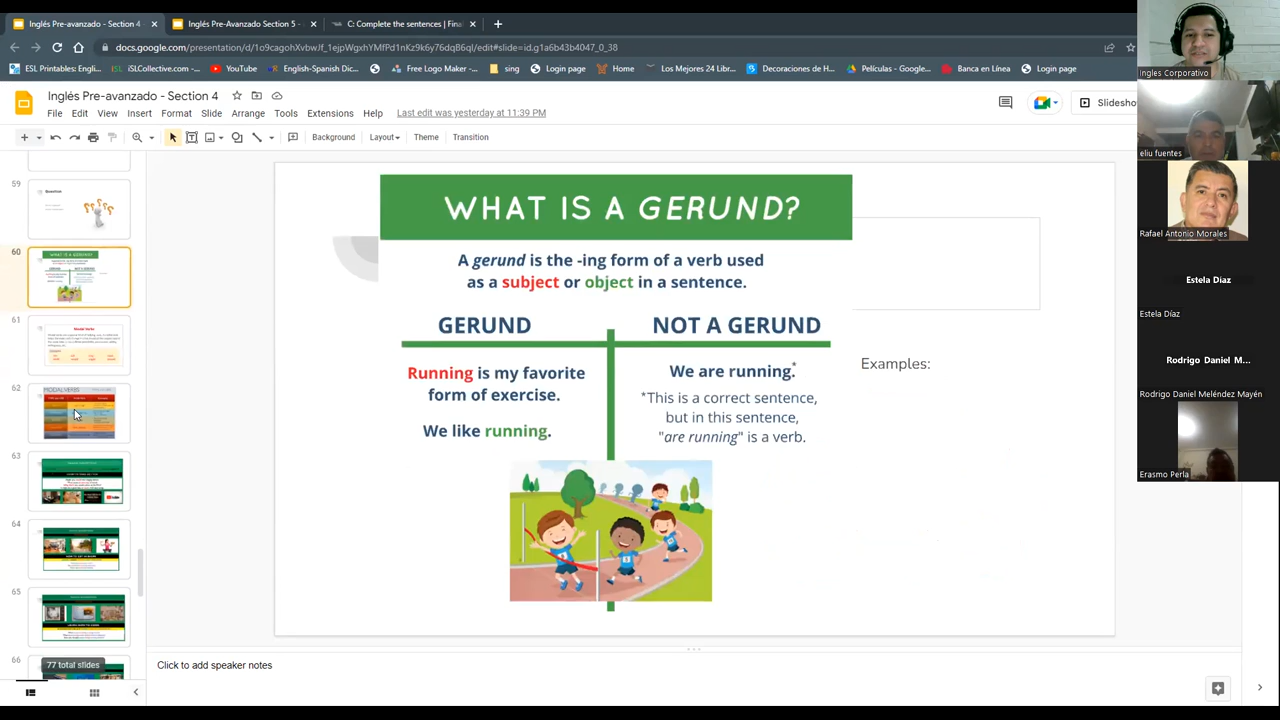 Inglés Pre-avanzado - Section 4
Inglés Pre-Avanzado Section 5 -
C: Complete the sentences | Fina
docs.google.com/presentation/d/1o9cagohXvbwJf_1ejpWgxhYMfPd1nKz9k6y76dqB6qI/edit#slide=id.g1a6b43b4047_0_38
ESL Printables: Engli...
iSLCollective.com -...
YouTube
English-Spanish Dic...
Free Logo Maker -...
sing
Login page
Home
Los Mejores 24 List...
Decoraciones de H...
Películas - Google...
Banca en Línea
Login page
Inglés Pre-avanzado - Section 4
File Edit View Insert Format Slide Arrange Tools Extensions Help Last edit was yesterday at 11:39 PM
Slidesho
Background Layout Theme Transition
59
60
61
62
63
64
65
66
77 total slides
WHAT IS A GERUND?
A gerund is the -ing form of a verb used
as a subject or object in a sentence.
GERUND
NOT A GERUND
Running is my favorite
form of exercise.
We like running.
We are running.*
*This is a correct sentence,
but in this sentence,
"are running" is a verb.
Examples:
Click to add speaker notes
Ingles Corporativo
eliu fuentes
Rafael Antonio Morales
Estela Diaz
Estela Díaz
Rodrigo Daniel M...
Rodrigo Daniel Meléndez Mayén
Erasmo Perla